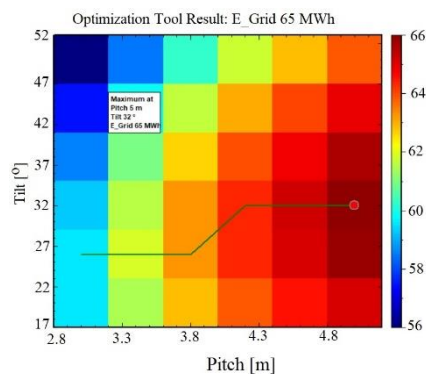 Optimization Tool Result: E_Grid 65 MWh
52
47
42
37
32
27
22
17
Tilt [°]
Maximum at
Pitch 5 m
Tilt 32 °
E_Grid 65 MWh
2.8
3.3
3.8
4.3
4.8
Pitch [m]
66
64
62
60
58
56